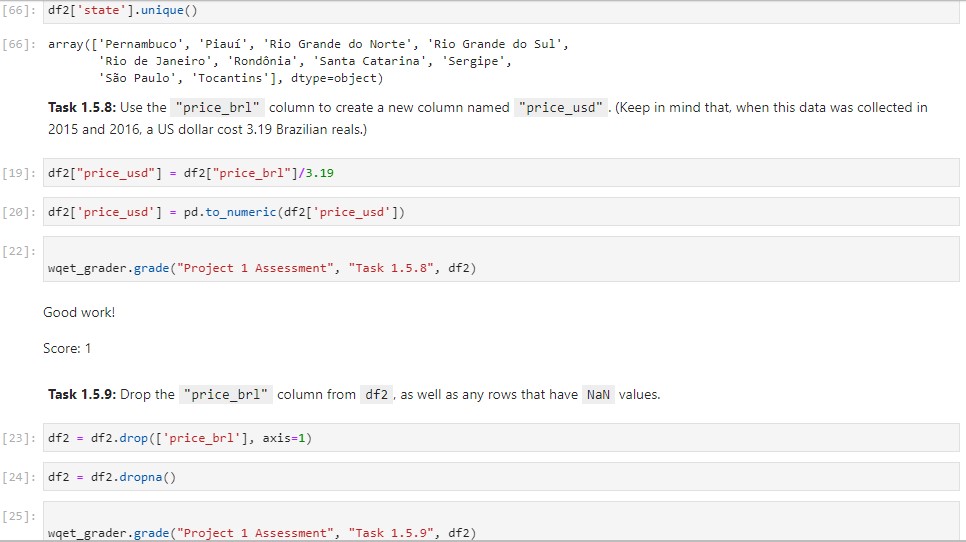 [66]: df2['state'].unique()
[66]: array(['Pernambuco', 'Piauí', 'Rio Grande do Norte', 'Rio Grande do Sul',
'Rio de Janeiro', 'Rondônia', 'Santa Catarina', 'Sergipe',
'São Paulo', 'Tocantins'], dtype=object)
Task 1.5.8: Use the "price_brl" column to create a new column named "price_usd". (Keep in mind that, when this data was collected in
2015 and 2016, a US dollar cost 3.19 Brazilian reals.)
[19]: df2["price_usd"] = df2["price_brl"]/3.19
[20]: df2['price_usd'] = pd.to_numeric(df2['price_usd'])
[22]:
wqet_grader.grade("Project 1 Assessment", "Task 1.5.8", df2)
Good work!
Score: 1
Task 1.5.9: Drop the "price_brl" column from df2, as well as any rows that have NaN values.
[23]: df2 = df2.drop(['price_brl'], axis=1)
[24]: df2 = df2.dropna()
[25]:
wqet_grader.grade("Project 1 Assessment", "Task 1.5.9", df2)